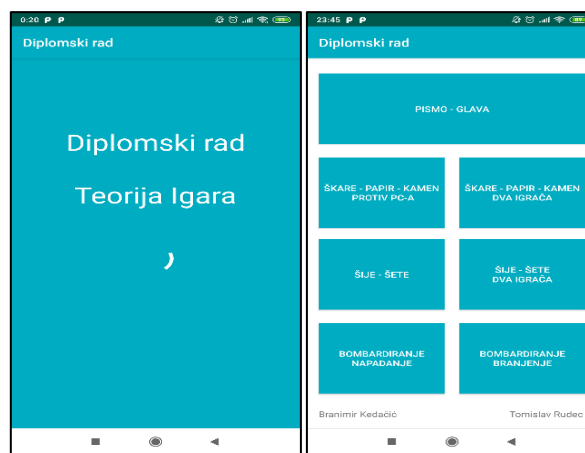 0:20 P P
Diplomski rad
Diplomski rad
Teorija Igara
23:45 P P
Diplomski rad
PISMO - GLAVA
ŠKARE - PAPIR - KAMEN
PROTIV PC-A
ŠKARE - PAPIR - KAMEN
DVA IGRAČA
ŠIJE - ŠETE
ŠIJE - ŠETE
DVA IGRAČA
BOMBARDIRANJE
NAPADANJE
BOMBARDIRANJE
BRANJENJE
Branimir Kedačić
Tomislav Rudec